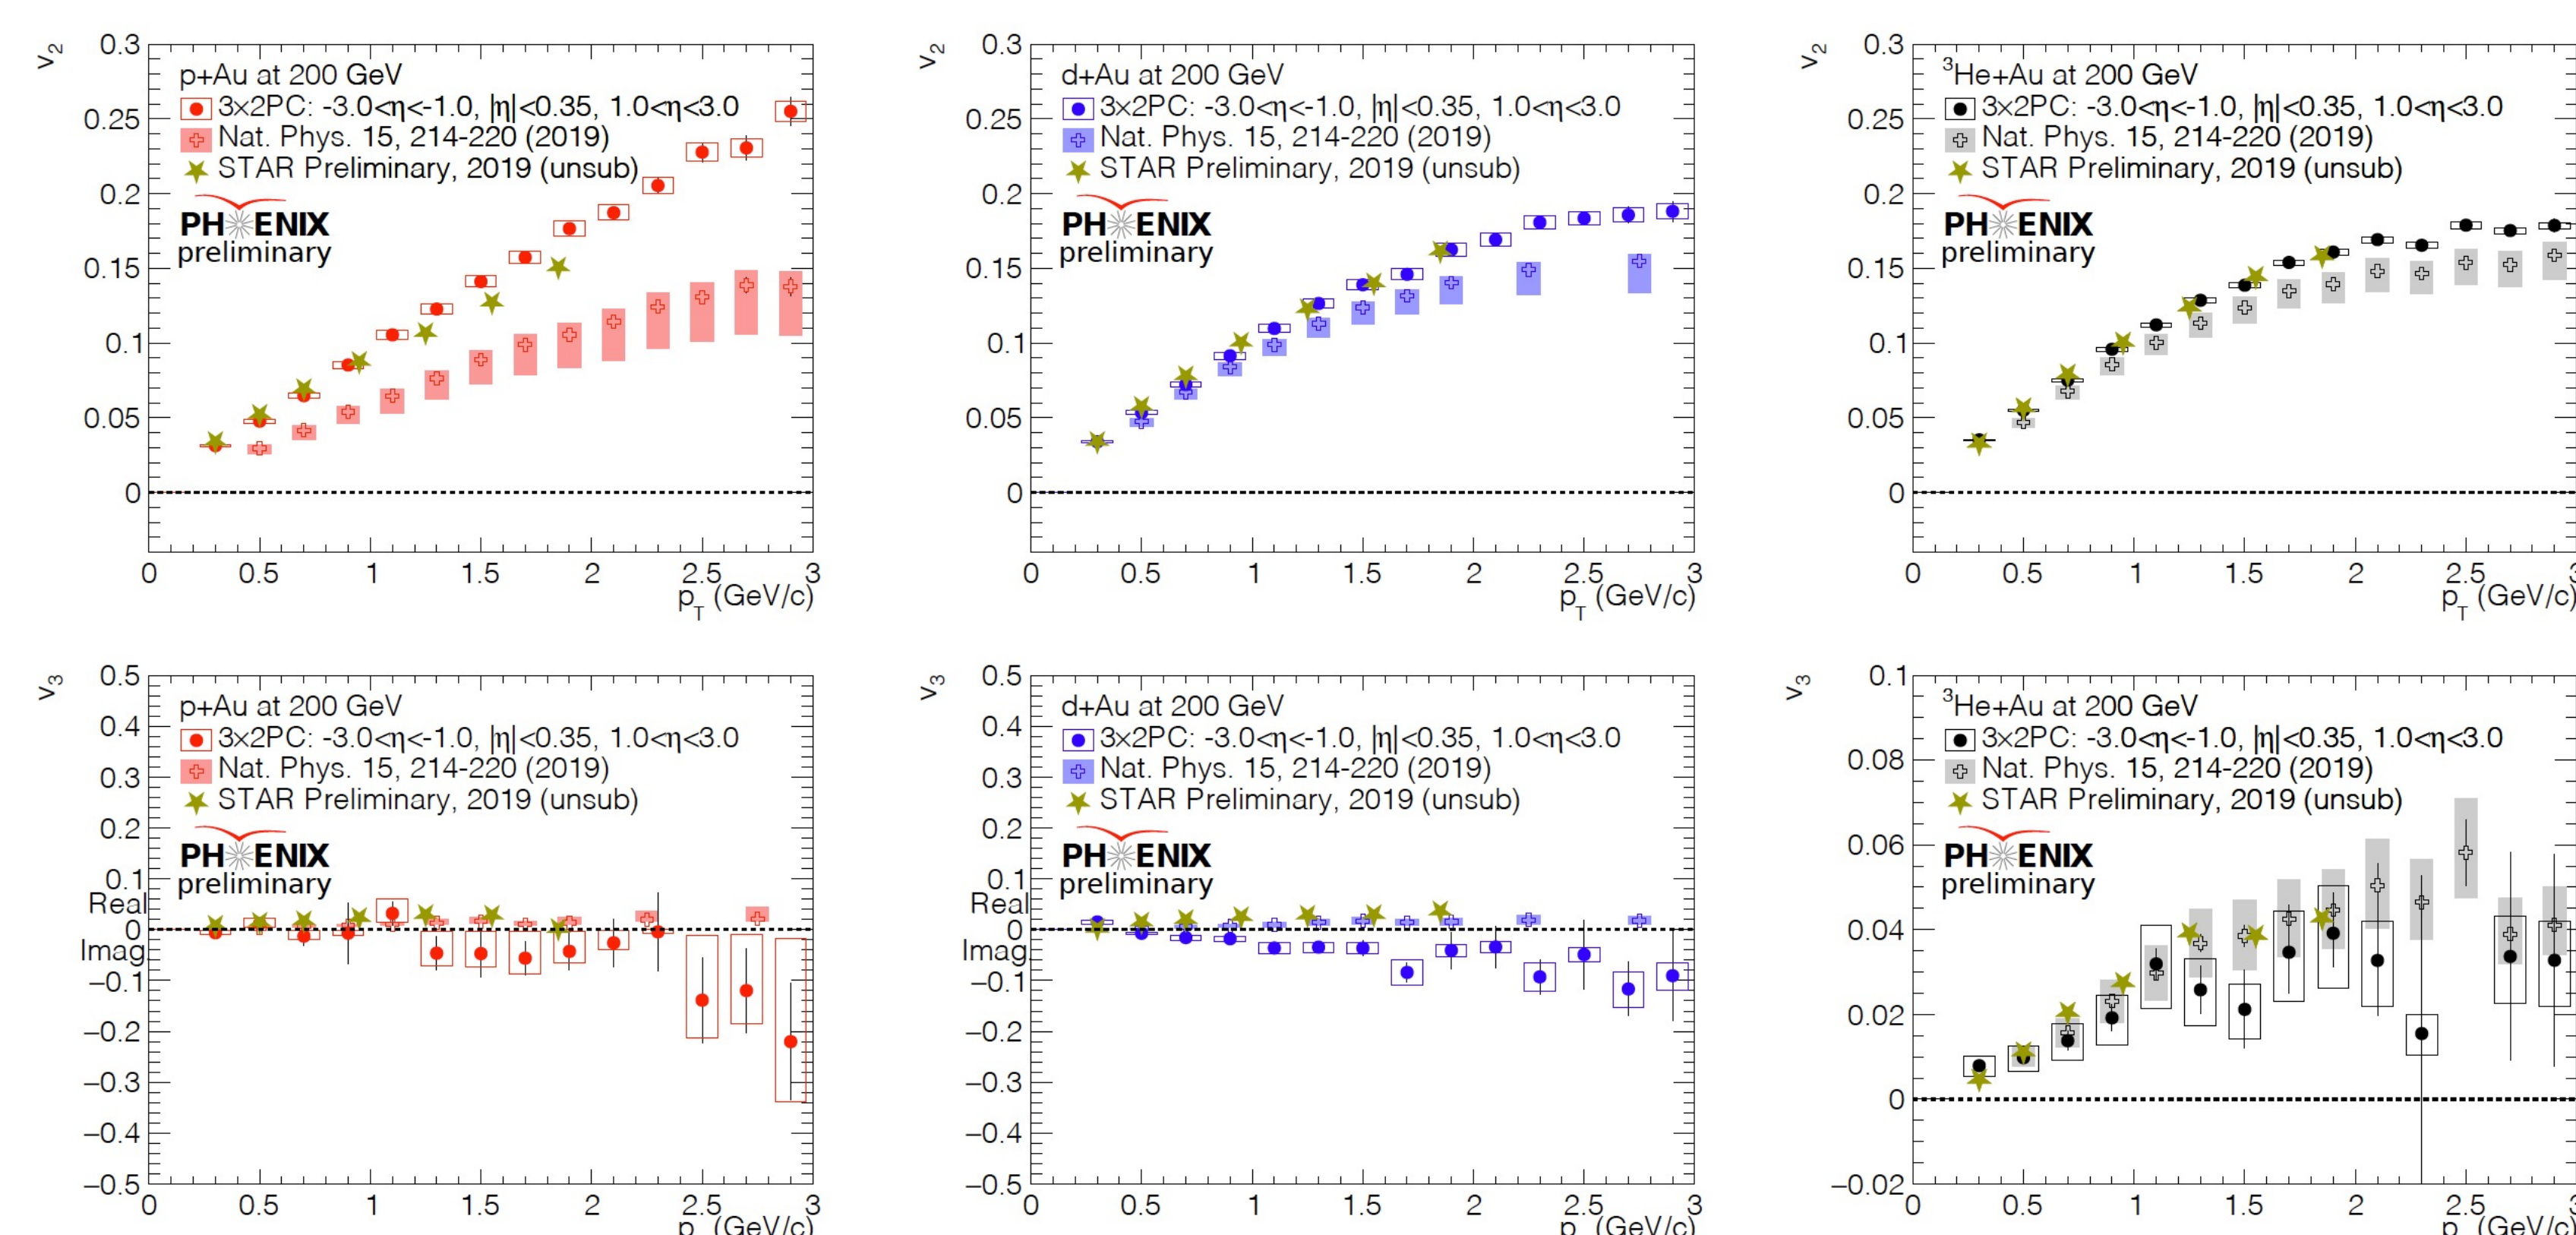 v2
0.3
0.25
0.2
0.15
0.1
0.05
0
p+Au at 200 GeV
3×2PC: -3.0<η<-1.0, |η|<0.35, 1.0<η<3.0
Nat. Phys. 15, 214-220 (2019)
STAR Preliminary, 2019 (unsub)
PHENIX
preliminary
0 0.5 1 1.5 2 2.5 3
pT (GeV/c)
v2
0.3
0.25
0.2
0.15
0.1
0.05
0
d+Au at 200 GeV
3×2PC: -3.0<η<-1.0, |η|<0.35, 1.0<η<3.0
Nat. Phys. 15, 214-220 (2019)
STAR Preliminary, 2019 (unsub)
PHENIX
preliminary
0 0.5 1 1.5 2 2.5 3
pT (GeV/c)
v2
0.3
0.25
0.2
0.15
0.1
0.05
0
3He+Au at 200 GeV
3×2PC: -3.0<η<-1.0, |η|<0.35, 1.0<η<3.0
Nat. Phys. 15, 214-220 (2019)
STAR Preliminary, 2019 (unsub)
PHENIX
preliminary
0 0.5 1 1.5 2 2.5 3
pT (GeV/c)
v3
0.5
0.4
0.3
0.2
0.1
Real
0
Imag.
−0.1
−0.2
−0.3
−0.4
−0.5
p+Au at 200 GeV
3×2PC: -3.0<η<-1.0, |η|<0.35, 1.0<η<3.0
Nat. Phys. 15, 214-220 (2019)
STAR Preliminary, 2019 (unsub)
PHENIX
preliminary
0 0.5 1 1.5 2 2.5 3
p (GeV/c)
v3
0.5
0.4
0.3
0.2
0.1
Real
0
Imag.
−0.1
−0.2
−0.3
−0.4
−0.5
d+Au at 200 GeV
3×2PC: -3.0<η<-1.0, |η|<0.35, 1.0<η<3.0
Nat. Phys. 15, 214-220 (2019)
STAR Preliminary, 2019 (unsub)
PHENIX
preliminary
0 0.5 1 1.5 2 2.5 3
p (GeV/c)
v3
0.1
0.08
0.06
0.04
0.02
0
−0.02
3He+Au at 200 GeV
3×2PC: -3.0<η<-1.0, |η|<0.35, 1.0<η<3.0
Nat. Phys. 15, 214-220 (2019)
STAR Preliminary, 2019 (unsub)
PHENIX
preliminary
0 0.5 1 1.5 2 2.5 3
p (GeV/c)